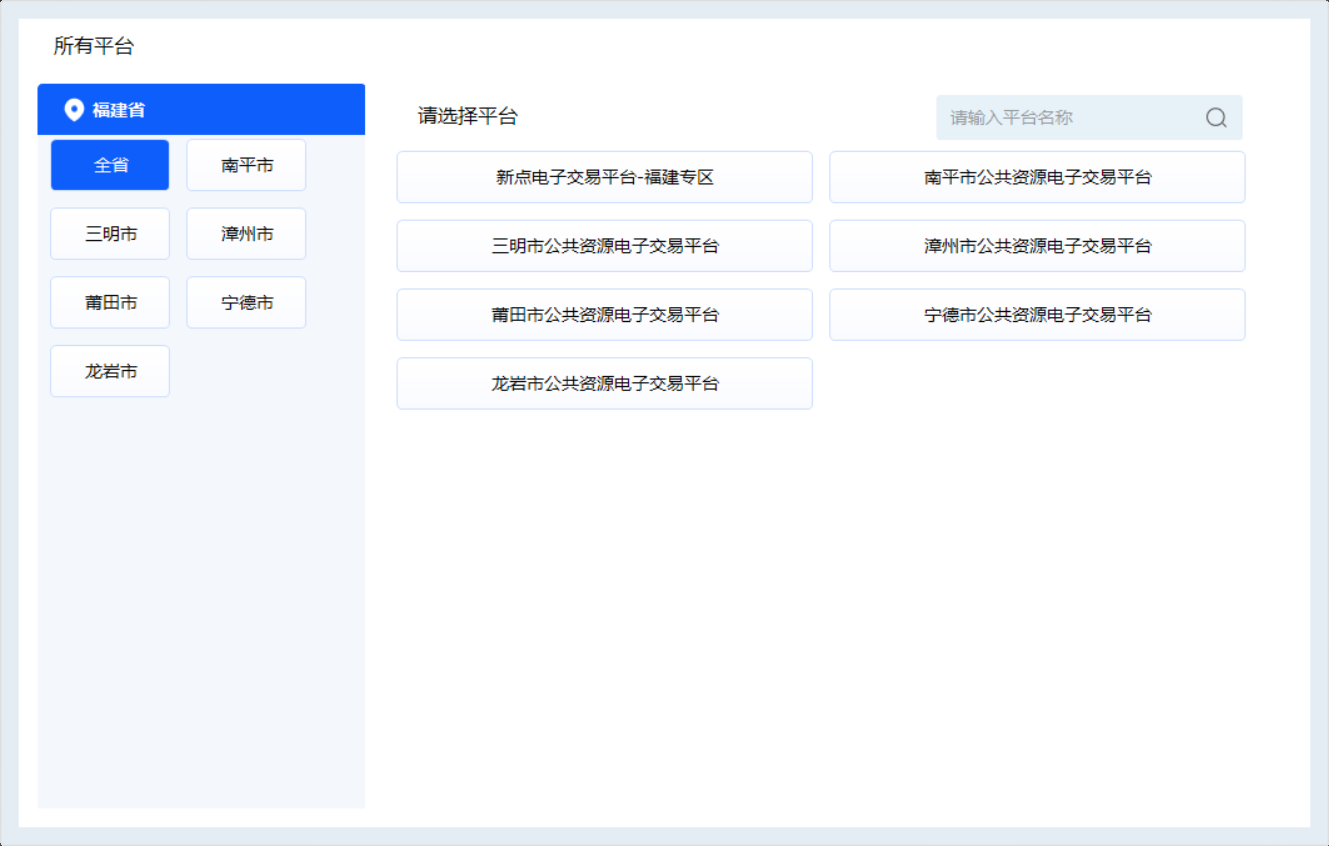 所有平台
福建省
全省
南平市
三明市
漳州市
莆田市
宁德市
龙岩市
请选择平台
请输入平台名称
新点电子交易平台-福建专区
南平市公共资源电子交易平台
三明市公共资源电子交易平台
漳州市公共资源电子交易平台
莆田市公共资源电子交易平台
宁德市公共资源电子交易平台
龙岩市公共资源电子交易平台